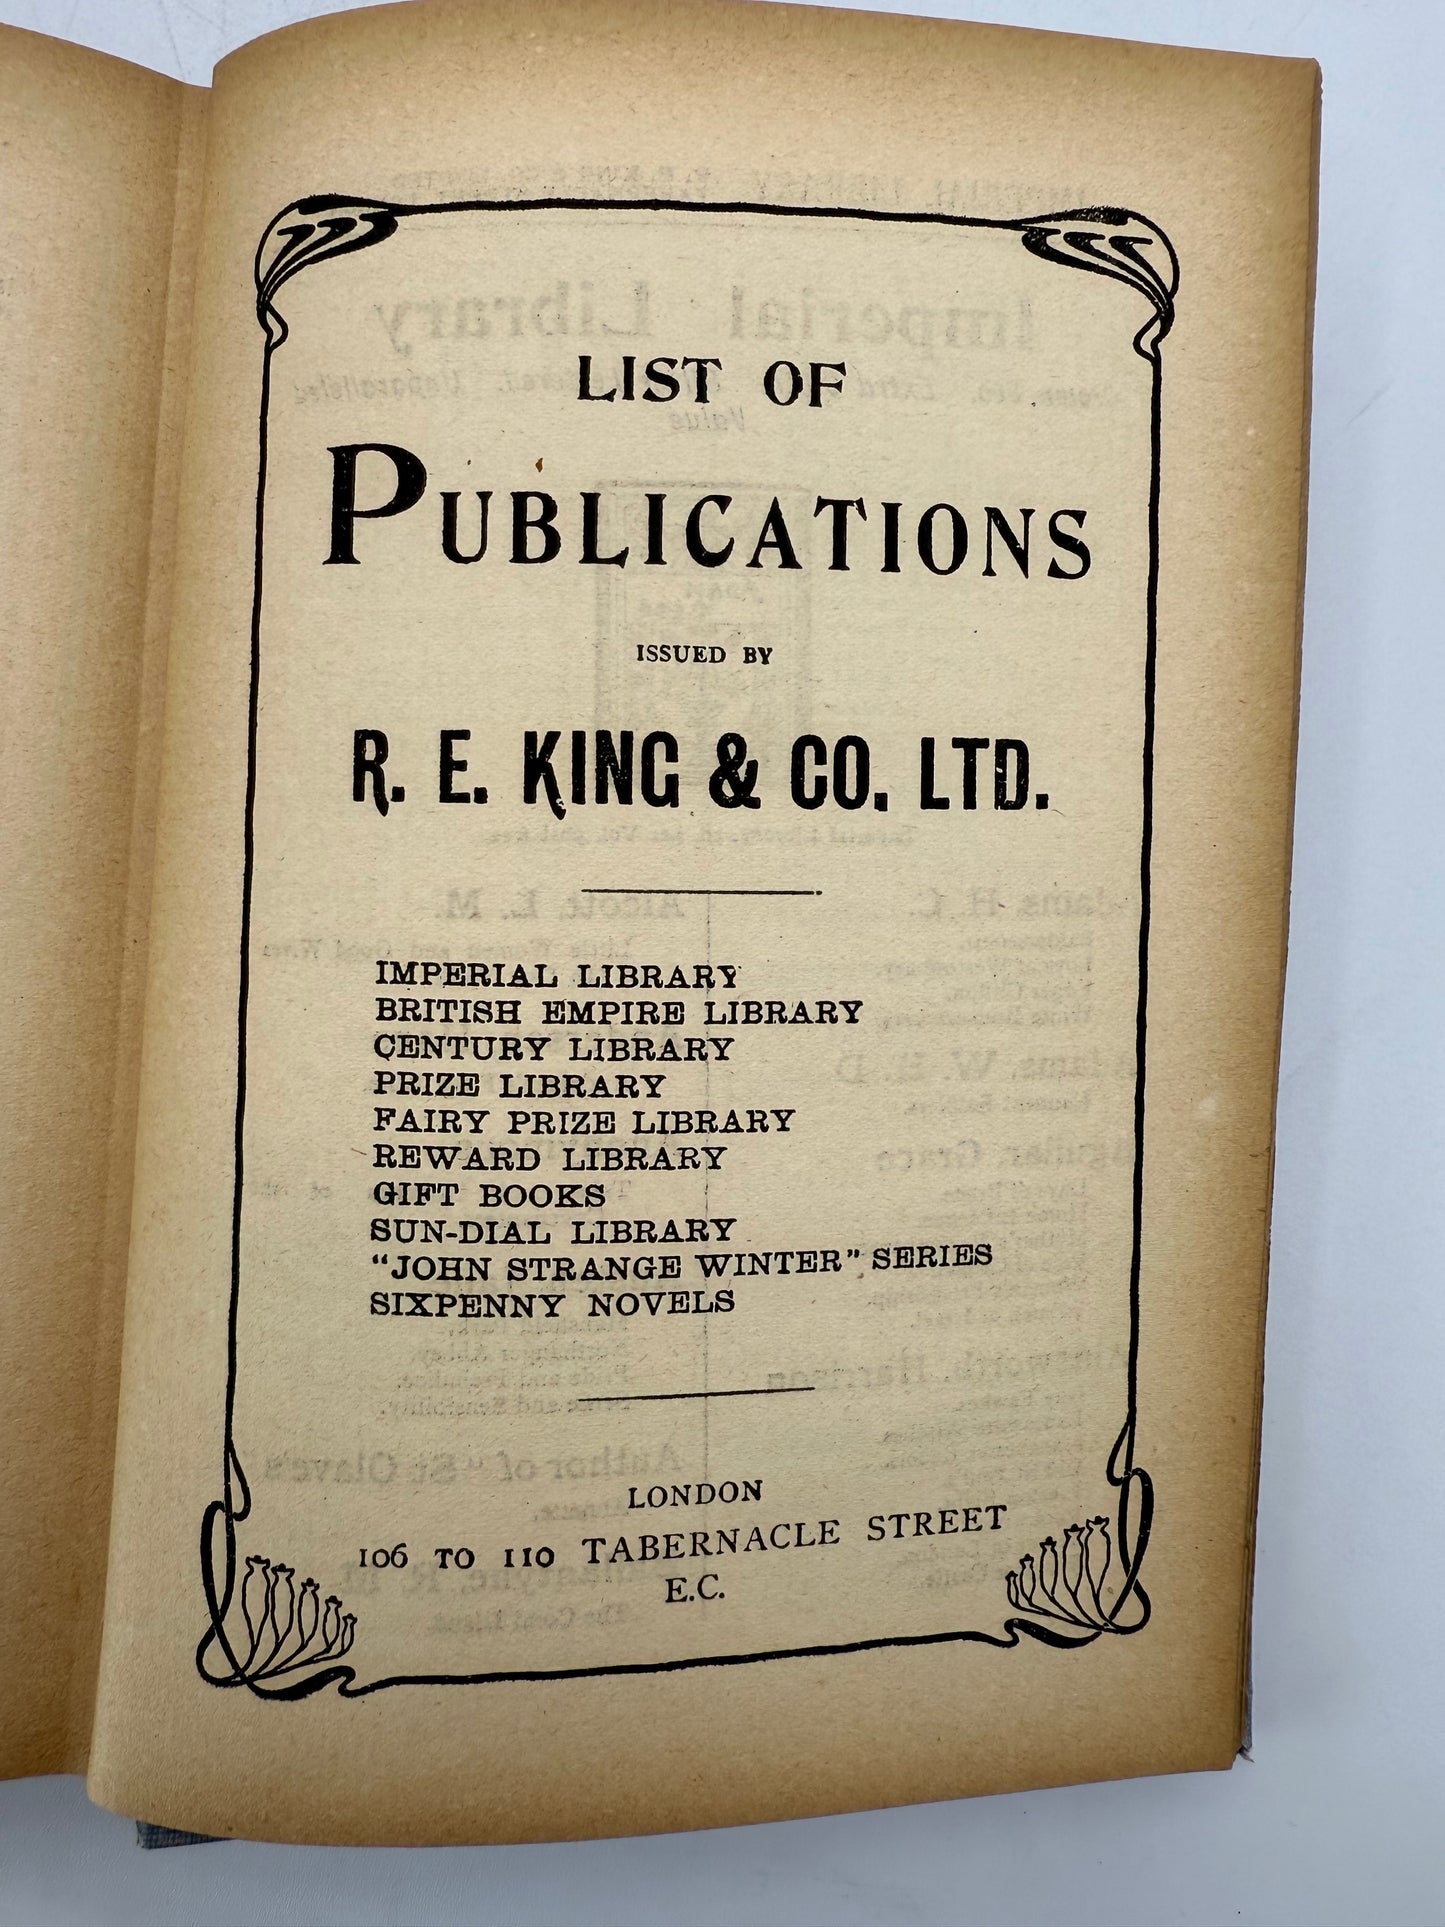 LIST OF
PUBLICATIONS
ISSUED BY
R. E. KING & CO. LTD.
IMPERIAL LIBRARY
BRITISH EMPIRE LIBRARY
CENTURY LIBRARY
PRIZE LIBRARY
FAIRY PRIZE LIBRARY
REWARD LIBRARY
GIFT BOOKS
SUN-DIAL LIBRARY
"JOHN STRANGE WINTER" SERIES
SIXPENNY NOVELS
LONDON
106 TO 110 TABERNACLE STREET
E.C.